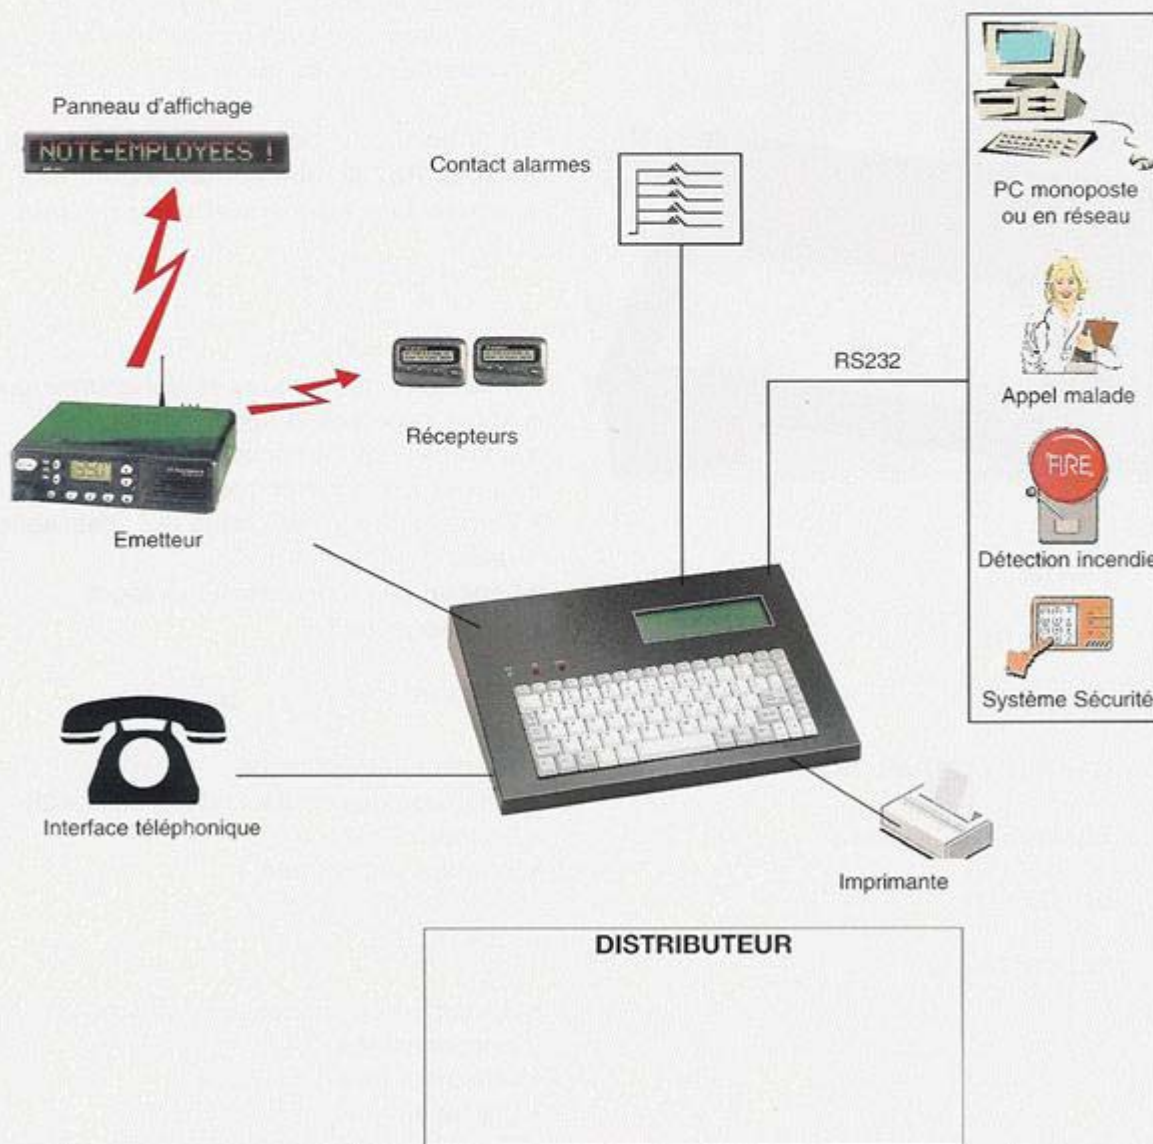 Panneau d'affichage
NOTE-EMPLOYEES !
Contact alarmes
PC monoposte
ou en réseau
RS232
Appel malade
Récepteurs
FIRE
Emetteur
Détection incendie
Système Sécurité
Interface téléphonique
Imprimante
DISTRIBUTEUR